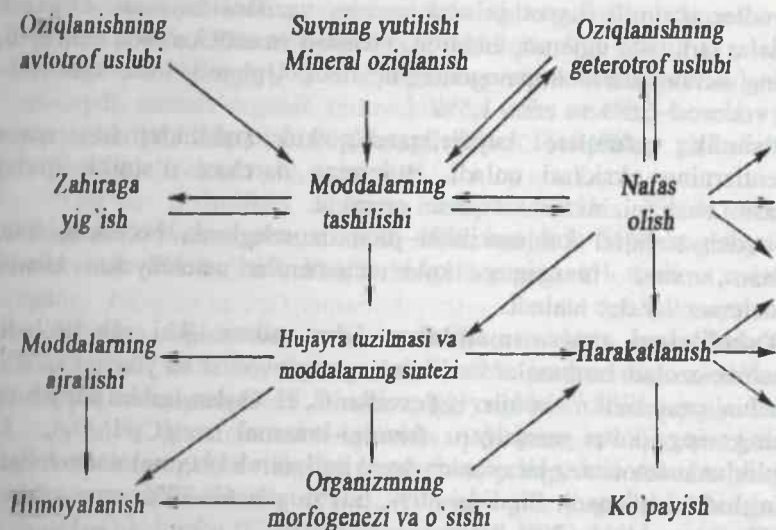 Oziqlanishning
avtotrof uslubi
Suvning yutilishi
Mineral oziqlanish
Oziqlanishning
geterotrof uslubi
Zahiraga
yig'ish
Moddalarning
tashilishi
Nafas
olish
Moddalarning
ajralishi
Hujayra tuzilmasi va
moddalarning sintezi
Harakatlanish
Himoyalanish
Organizmning
morfogenezi va o'sishi
Ko'payish